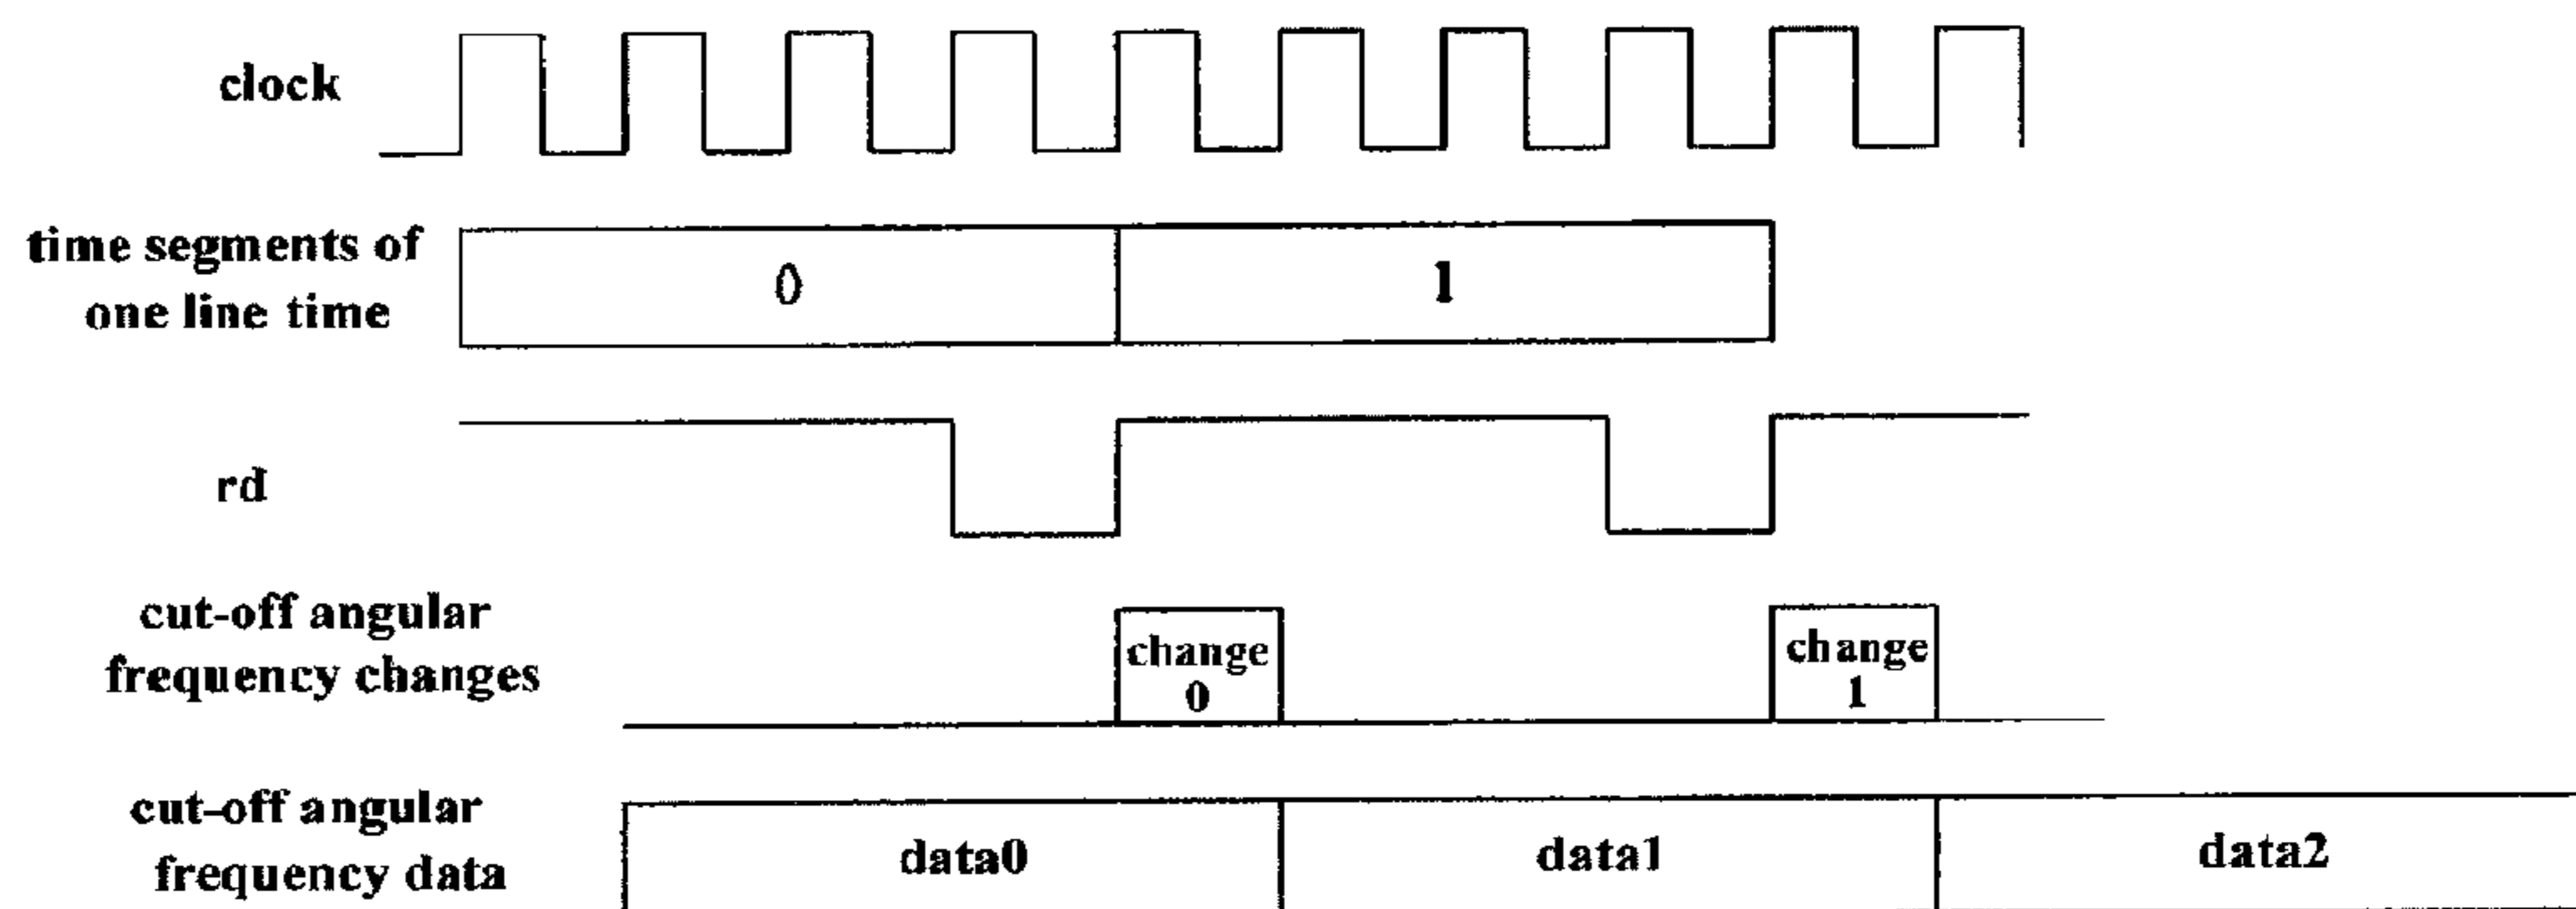 clock
time segments of
one line time
0
1
rd
cut-off angular
frequency changes
change
0
change
1
cut-off angular
frequency data
data0
data1
data2